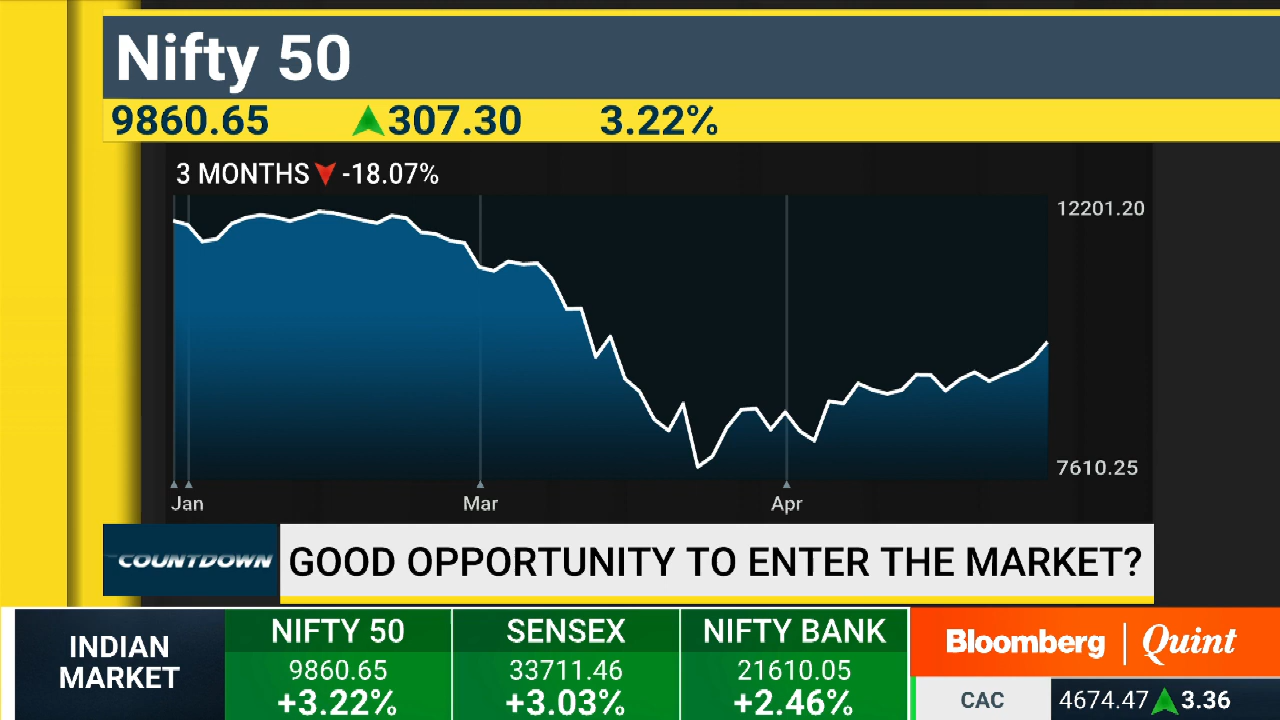 Nifty 50
9860.65 307.30 3.22%
3 MONTHS -18.07%
12201.20
7610.25
Jan Mar Apr
COUNTDOWN GOOD OPPORTUNITY TO ENTER THE MARKET?
INDIAN
MARKET
NIFTY 50
9860.65
+3.22%
SENSEX
33711.46
+3.03%
NIFTY BANK
21610.05
+2.46%
Bloomberg | Quint
CAC 4674.47 3.36